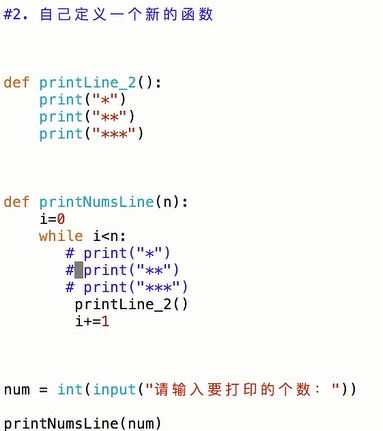 #2. 自己定义一个新的函数
def printLine_2():
    print("*")
    print("**")
    print("***")
def printNumsLine(n):
    i=0
    while i<n:
       # print("*")
       # print("**")
       # print("***")
        printLine_2()
        i+=1
num = int(input("请输入要打印的个数："))
printNumsLine(num)